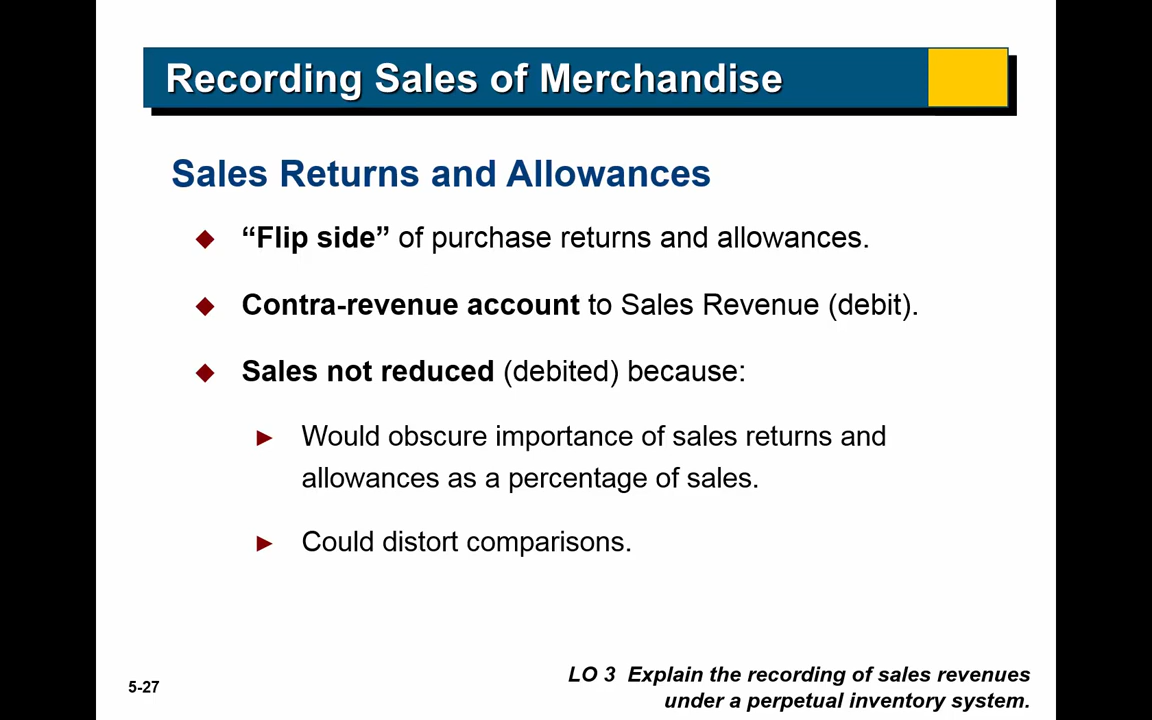 Recording Sales of Merchandise
Sales Returns and Allowances
“Flip side” of purchase returns and allowances.
Contra-revenue account to Sales Revenue (debit).
Sales not reduced (debited) because:
Would obscure importance of sales returns and
allowances as a percentage of sales.
Could distort comparisons.
5-27
LO 3 Explain the recording of sales revenues
under a perpetual inventory system.